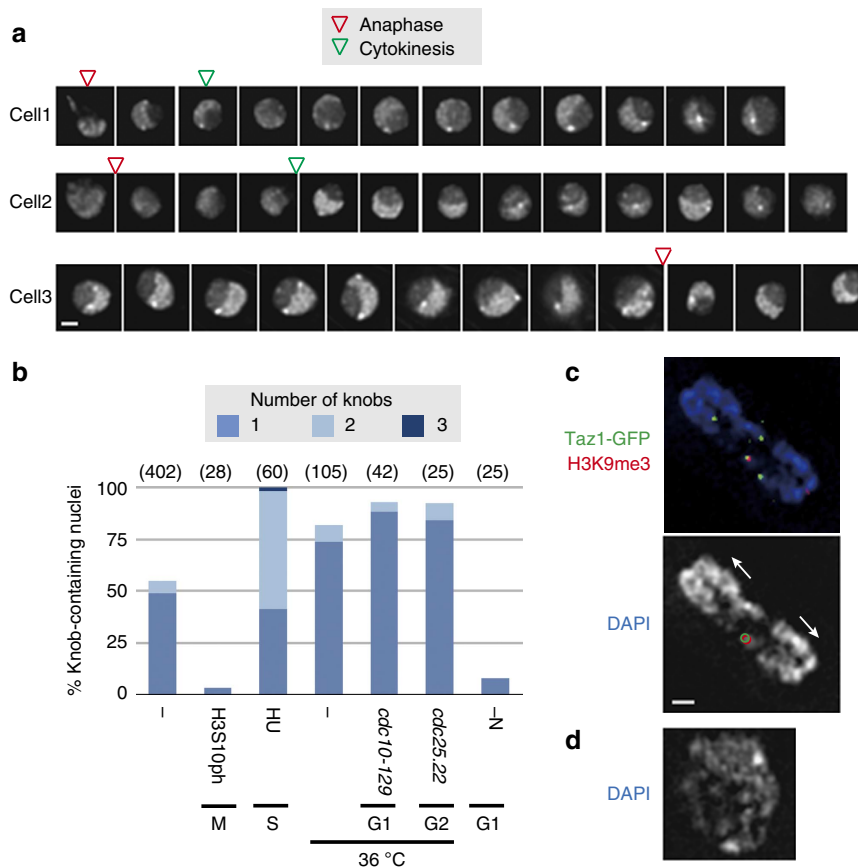 a
Anaphase
Cytokinesis
Cell1
Cell2
Cell3
b
Number of knobs
1 2 3
(402) (28) (60) (105) (42) (25) (25)
% Knob-containing nuclei
100
75
50
25
0
– H3S10ph HU – cdc10-129 cdc25.22 –N
M S G1 G2 G1
36 °C
c
Taz1-GFP
H3K9me3
DAPI
d
DAPI